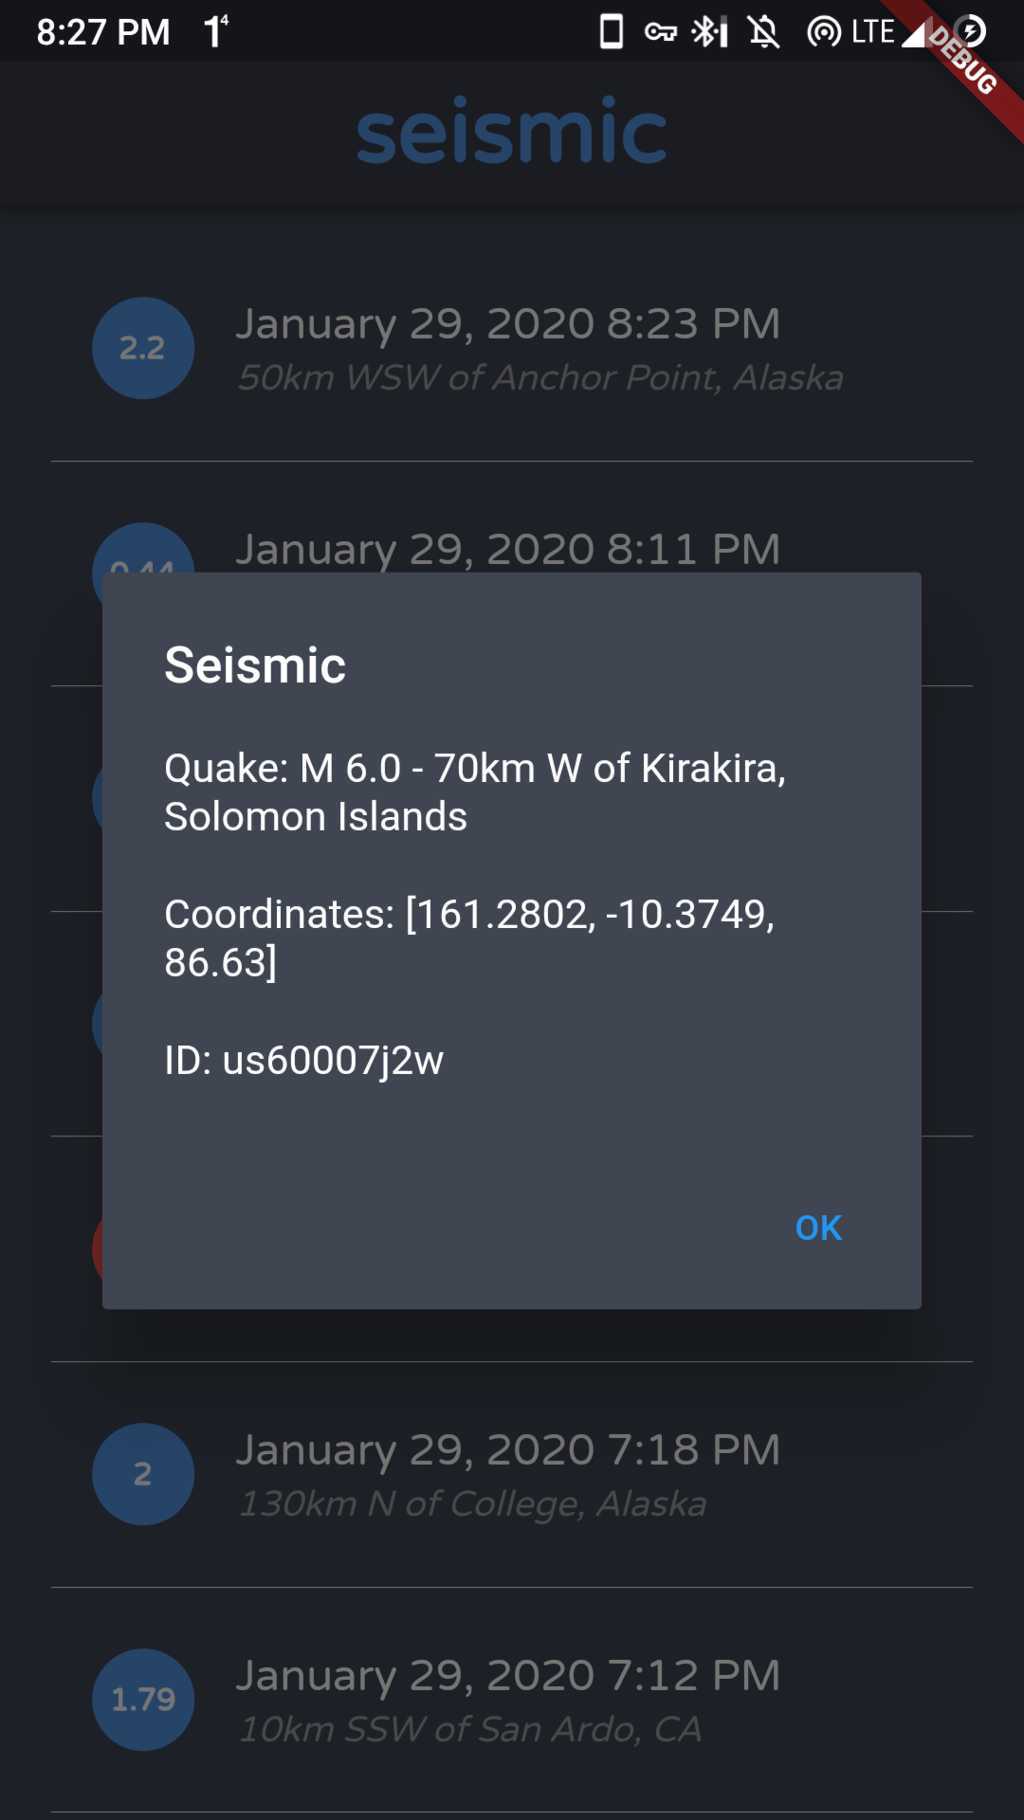 8:27 PM 1⁴ LTE
DEBUG
seismic
2.2
January 29, 2020 8:23 PM
50km WSW of Anchor Point, Alaska
January 29, 2020 8:11 PM
Seismic
Quake: M 6.0 - 70km W of Kirakira,
Solomon Islands
Coordinates: [161.2802, -10.3749,
86.63]
ID: us60007j2w
OK
2
January 29, 2020 7:18 PM
130km N of College, Alaska
1.79
January 29, 2020 7:12 PM
10km SSW of San Ardo, CA